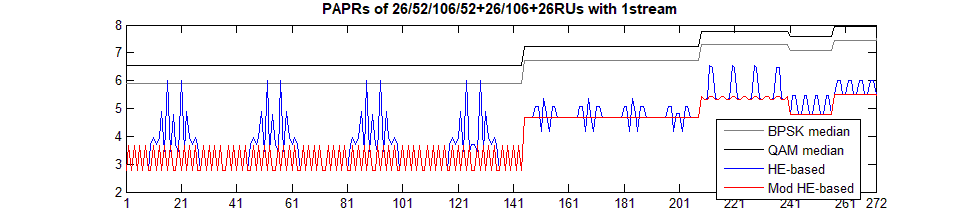 PAPRs of 26/52/106/52+26/106+26RUs with 1stream
8
7
6
5
4
3
2
BPSK median
QAM median
HE-based
Mod HE-based
1 21 41 61 81 101 121 141 161 181 201 221 241 261 272